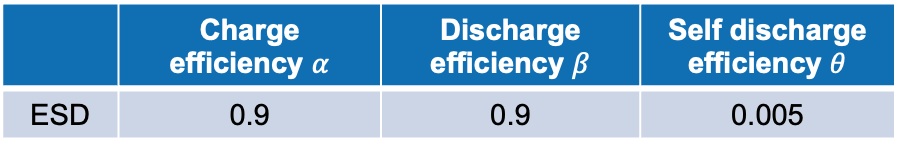 Charge Discharge Self discharge
efficiency α efficiency β efficiency θ
ESD 0.9 0.9 0.005